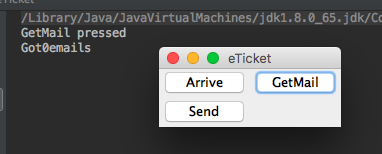 /Library/Java/JavaVirtualMachines/jdk1.8.0_65.jdk/Co
GetMail pressed
Got0emails
eTicket
Arrive
GetMail
Send